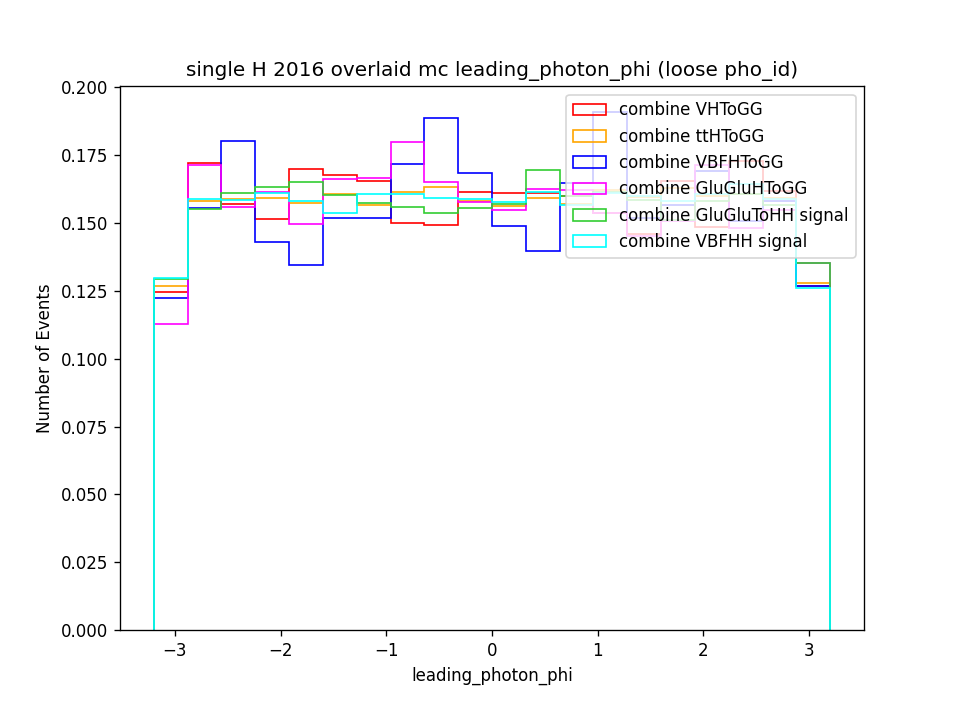 single H 2016 overlaid mc leading_photon_phi (loose pho_id)
combine VHToGG
combine ttHToGG
combine VBFHToGG
combine GluGluHToGG
combine GluGluToHH signal
combine VBFHH signal
Number of Events
0.200
0.175
0.150
0.125
0.100
0.075
0.050
0.025
0.000
−3 −2 −1 0 1 2 3
leading_photon_phi